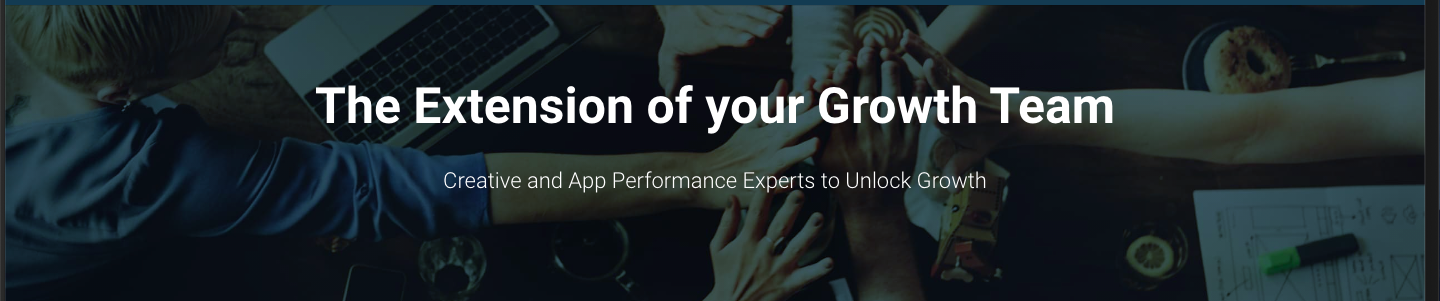 The Extension of your Growth Team
Creative and App Performance Experts to Unlock Growth